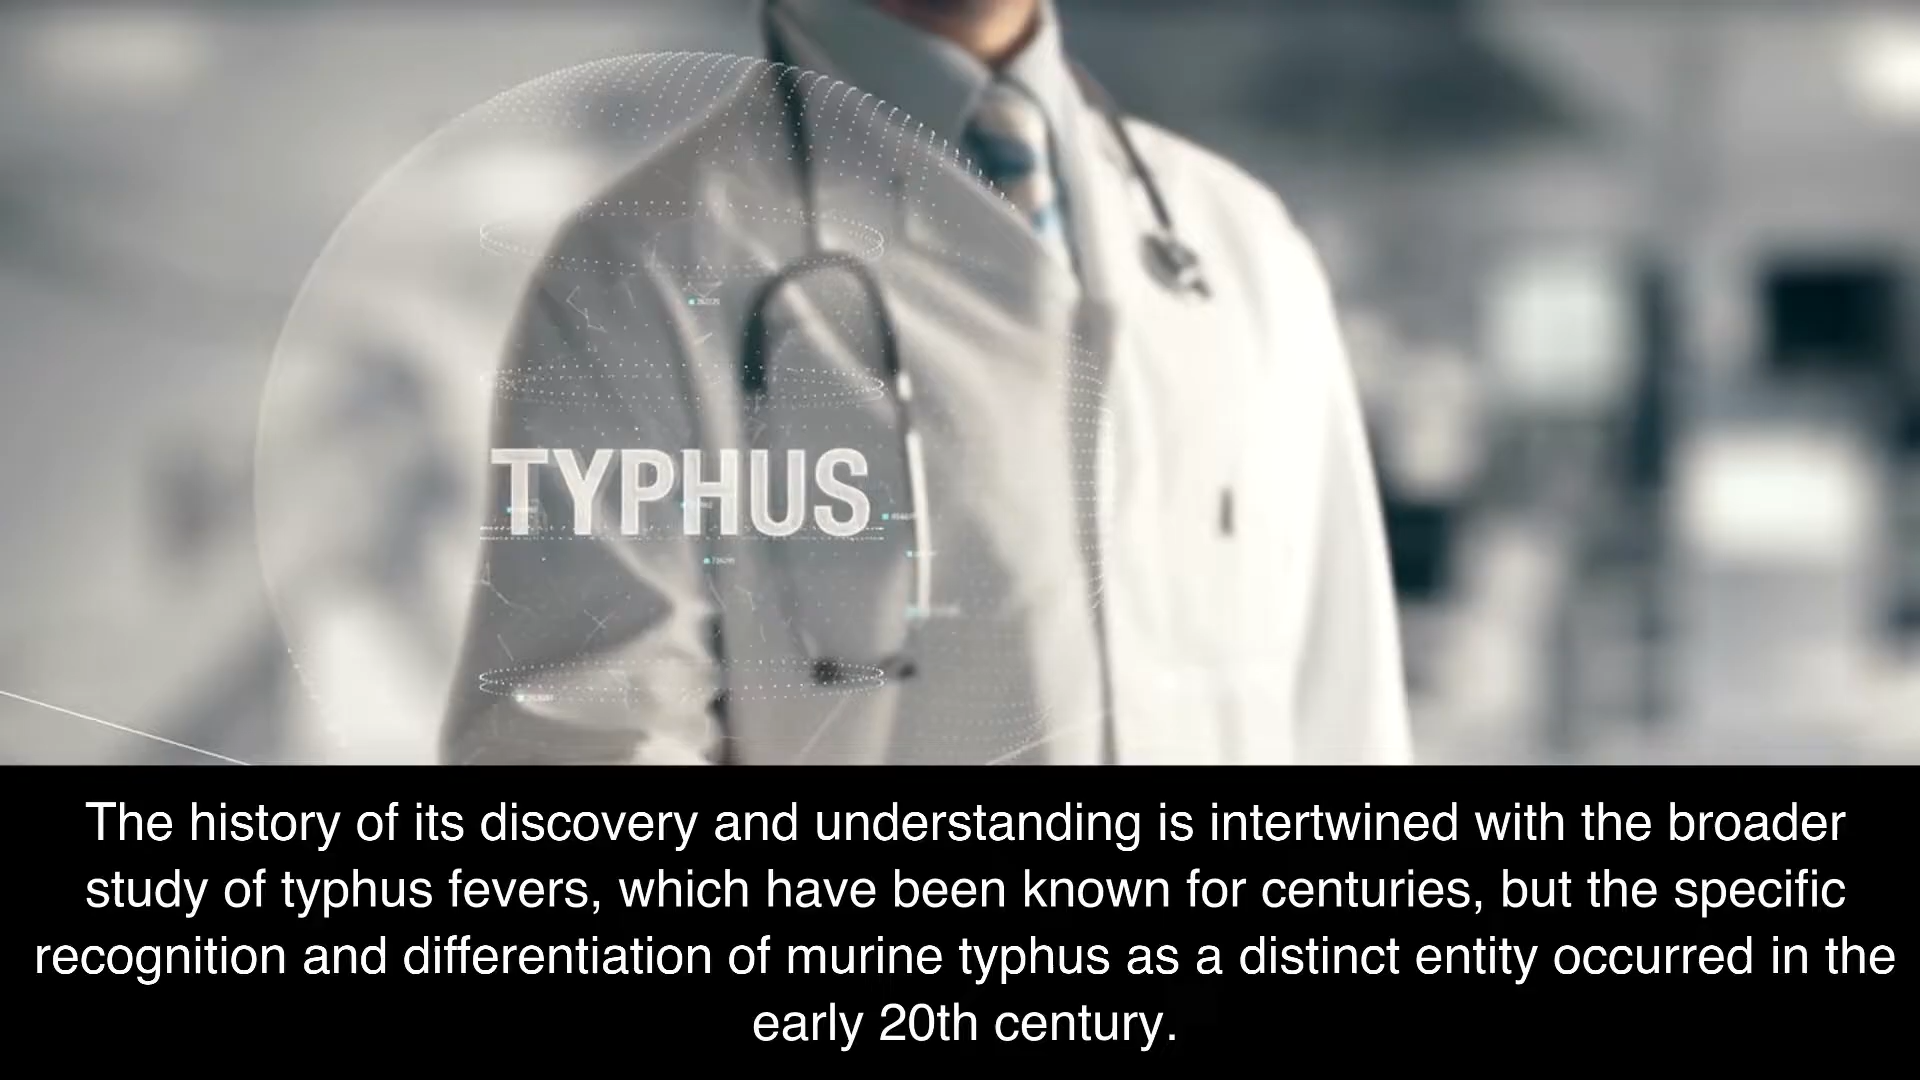 TYPHUS
The history of its discovery and understanding is intertwined with the broader
study of typhus fevers, which have been known for centuries, but the specific
recognition and differentiation of murine typhus as a distinct entity occurred in the
early 20th century.